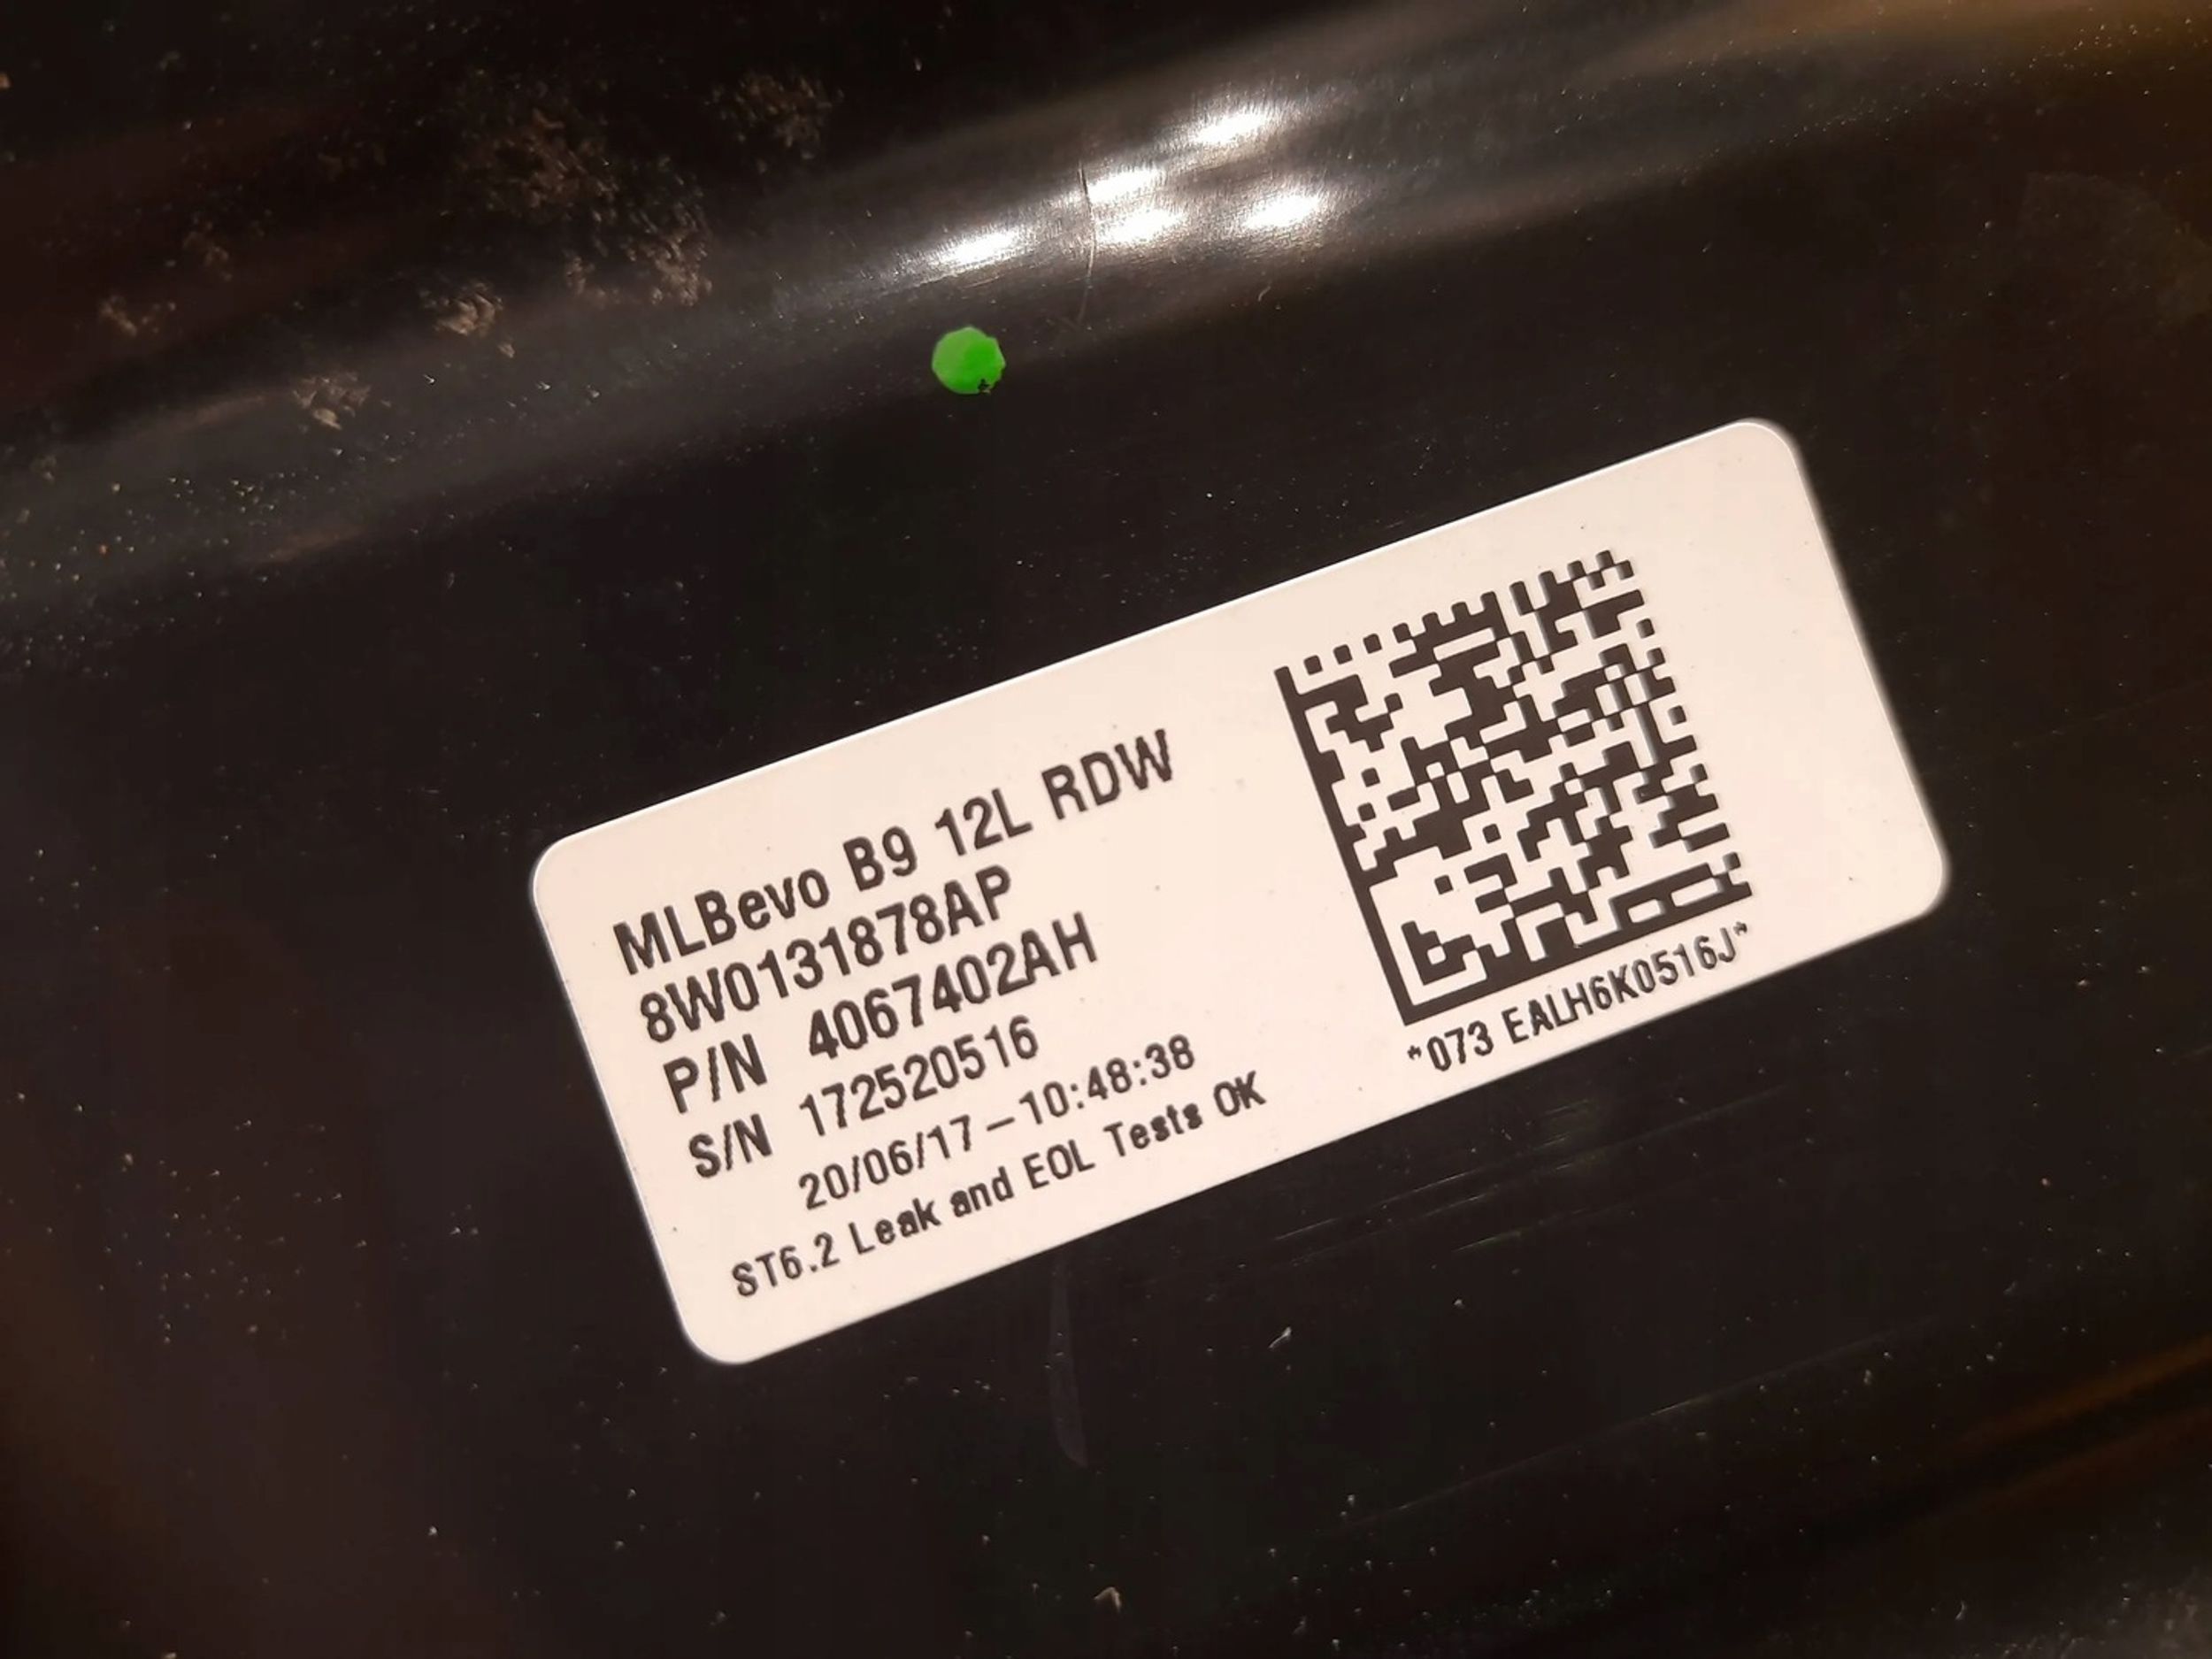 MLBevo B9 12L RDW
8W0131878AP
P/N 4067402AH
S/N 172520516
20/06/17–10:48:38
ST6.2 Leak and EOL Tests OK
*073 EALH6K0516J*